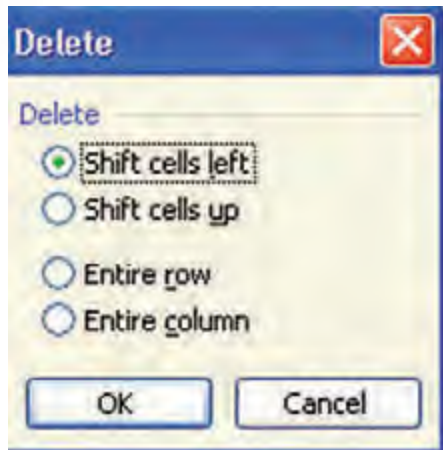 Delete
Delete
Shift cells left
Shift cells up
Entire row
Entire column
OK
Cancel